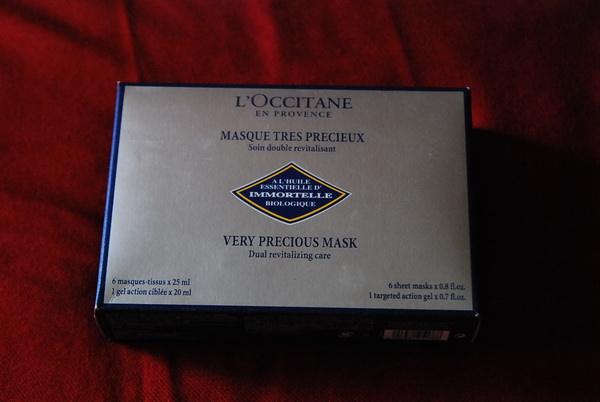 L'OCCITANE
EN PROVENCE
MASQUE TRES PRECIEUX
Soin double revitalisant
A L'HUILE
ESSENTIELLE D'
IMMORTELLE
BIOLOGIQUE
VERY PRECIOUS MASK
Dual revitalizing care
6 masques-tissus x 25 ml
1 gel action ciblée x 20 ml
6 sheet masks x 0.8 fl.oz.
1 targeted action gel x 0.7 fl.oz.